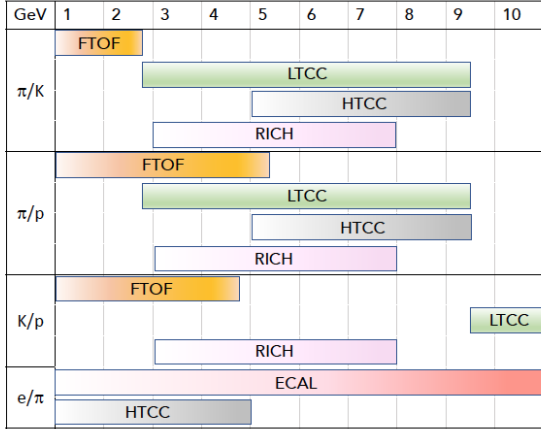 GeV 1 2 3 4 5 6 7 8 9 10
π/K
FTOF
LTCC
HTCC
RICH
π/p
FTOF
LTCC
HTCC
RICH
K/p
FTOF
LTCC
RICH
e/π
ECAL
HTCC